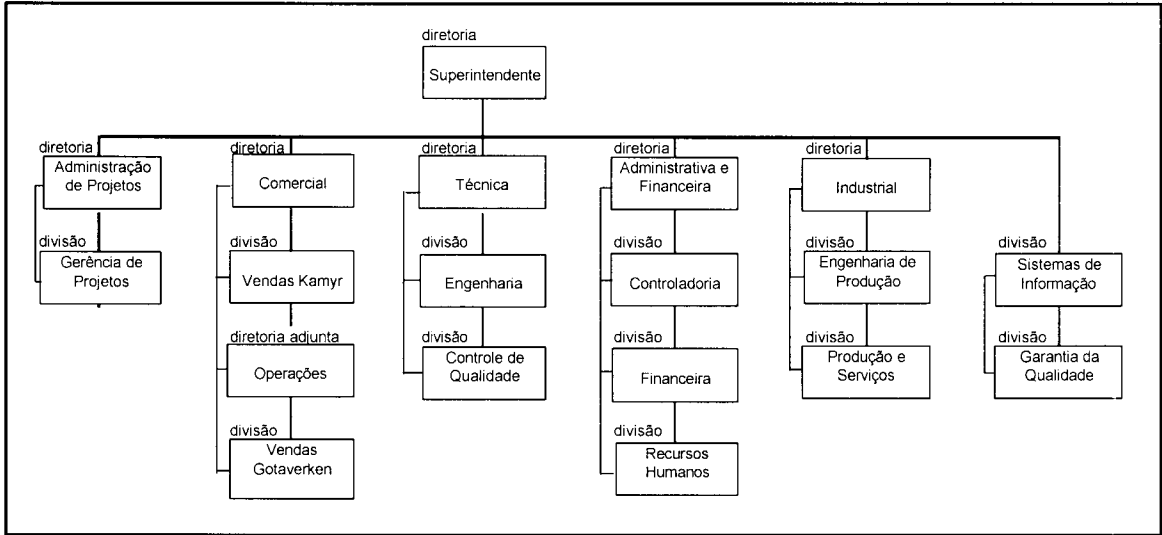 diretoria
Superintendente
diretoria
Administração
de Projetos
divisão
Gerência de
Projetos
diretoria
Comercial
divisão
Vendas Kamyr
diretoria adjunta
Operações
divisão
Vendas
Gotaverken
diretoria
Técnica
divisão
Engenharia
divisão
Controle de
Qualidade
diretoria
Administrativa e
Financeira
divisão
Controladoria
divisão
Financeira
divisão
Recursos
Humanos
diretoria
Industrial
divisão
Engenharia de
Produção
divisão
Produção e
Serviços
divisão
Sistemas de
Informação
divisão
Garantia da
Qualidade